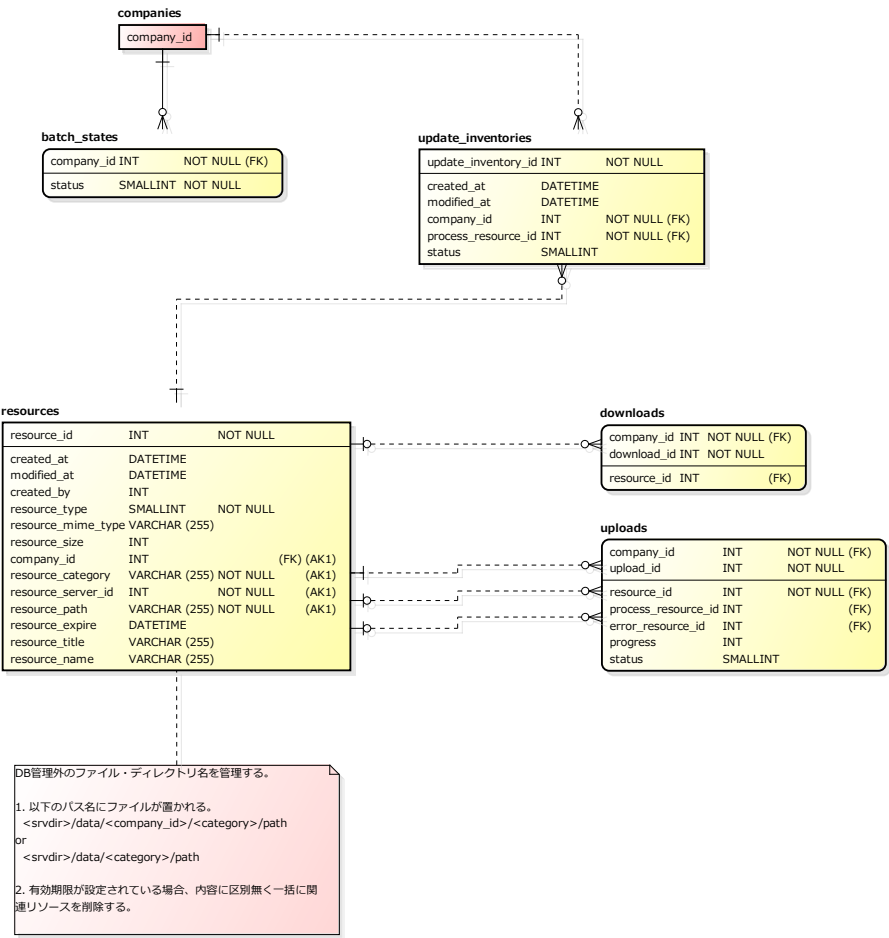 companies
company_id
batch_states
company_id INT NOT NULL (FK)
status SMALLINT NOT NULL
update_inventories
update_inventory_id INT NOT NULL
created_at DATETIME
modified_at DATETIME
company_id INT NOT NULL (FK)
process_resource_id INT NOT NULL (FK)
status SMALLINT
resources
resource_id INT NOT NULL
created_at DATETIME
modified_at DATETIME
created_by INT
resource_type SMALLINT NOT NULL
resource_mime_type VARCHAR (255)
resource_size INT
company_id INT (FK) (AK1)
resource_category VARCHAR (255) NOT NULL (AK1)
resource_server_id INT NOT NULL (AK1)
resource_path VARCHAR (255) NOT NULL (AK1)
resource_expire DATETIME
resource_title VARCHAR (255)
resource_name VARCHAR (255)
downloads
company_id INT NOT NULL (FK)
download_id INT NOT NULL
resource_id INT (FK)
uploads
company_id INT NOT NULL (FK)
upload_id INT NOT NULL
resource_id INT NOT NULL (FK)
process_resource_id INT (FK)
error_resource_id INT (FK)
progress INT
status SMALLINT
DB管理外のファイル・ディレクトリ名を管理する。
1. 以下のパス名にファイルが置かれる。
<srvdir>/data/<company_id>/<category>/path
or
<srvdir>/data/<category>/path
2. 有効期限が設定されている場合、内容に区別無く一括に関
連リソースを削除する。